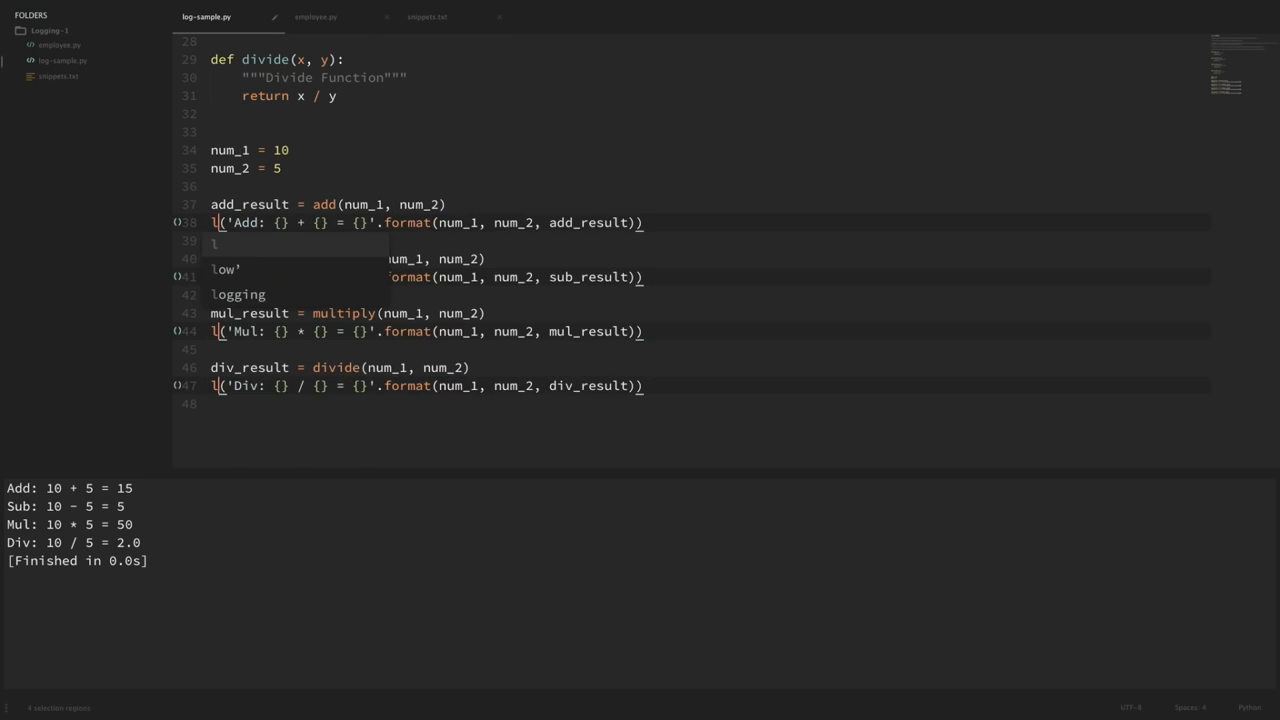 FOLDERS
Logging-1
employee.py
log-sample.py
snippets.txt
log-sample.py employee.py snippets.txt
28
29 def divide(x, y):
30 """Divide Function"""
31 return x / y
32
33
34 num_1 = 10
35 num_2 = 5
36
37 add_result = add(num_1, num_2)
38 l('Add: {} + {} = {}'.format(num_1, num_2, add_result))
39 l
40 low’ num_1, num_2)
41 format(num_1, num_2, sub_result))
42 logging
43 mul_result = multiply(num_1, num_2)
44 l('Mul: {} * {} = {}'.format(num_1, num_2, mul_result))
45
46 div_result = divide(num_1, num_2)
47 l('Div: {} / {} = {}'.format(num_1, num_2, div_result))
48
Add: 10 + 5 = 15
Sub: 10 - 5 = 5
Mul: 10 * 5 = 50
Div: 10 / 5 = 2.0
[Finished in 0.0s]
4 selection regions UTF-8 Spaces: 4 Python